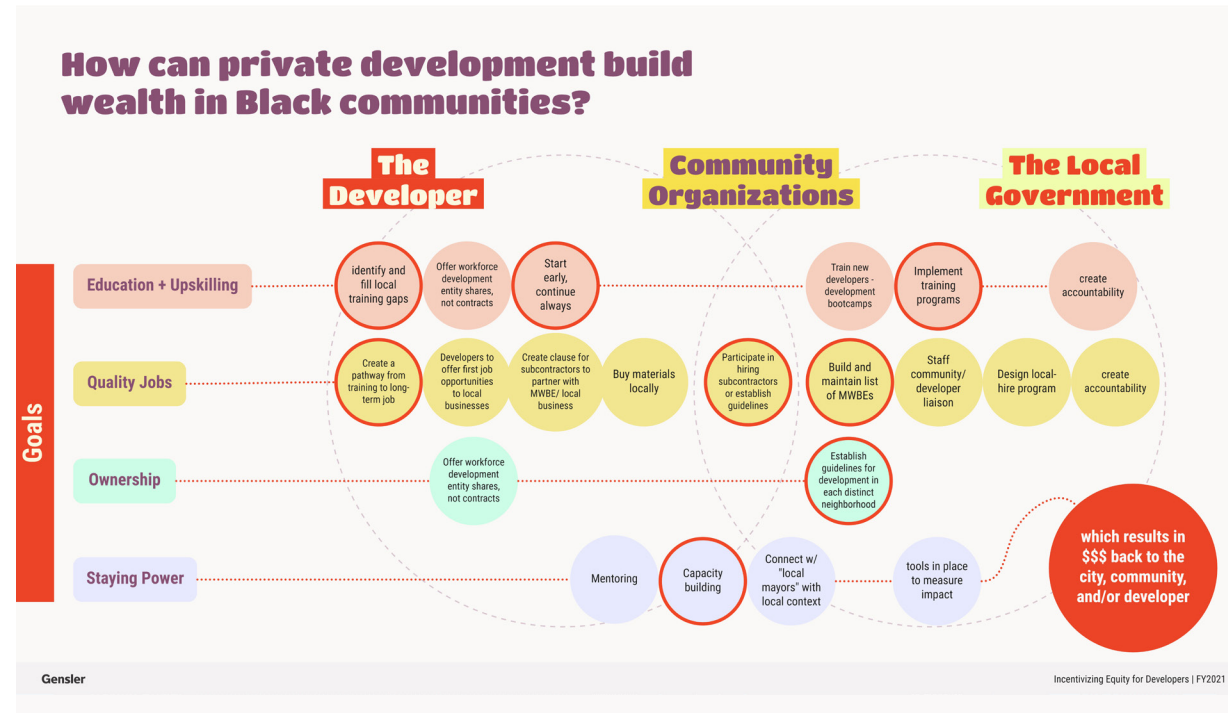 How can private development build
wealth in Black communities?
The
Developer
Community
Organizations
The Local
Government
Goals
Education + Upskilling
identify and
fill local
training gaps
Offer workforce
development
entity shares,
not contracts
Start
early,
continue
always
Train new
developers -
development
bootcamps
Implement
training
programs
create
accountability
Quality Jobs
Create a
pathway from
training to long-
term job
Developers to
offer first job
opportunities
to local
businesses
Create clause for
subcontractors to
partner with
MWBE/ local
business
Buy materials
locally
Participate in
hiring
subcontractors
or establish
guidelines
Build and
maintain list
of MWBEs
Staff
community/
developer
liaison
Design local-
hire program
create
accountability
Ownership
Offer workforce
development
entity shares,
not contracts
Establish
guidelines for
development in
each distinct
neighborhood
Staying Power
Mentoring
Capacity
building
Connect w/
"local
mayors" with
local context
tools in place
to measure
impact
which results in
$$$ back to the
city, community,
and/or developer
Gensler
Incentivizing Equity for Developers | FY2021